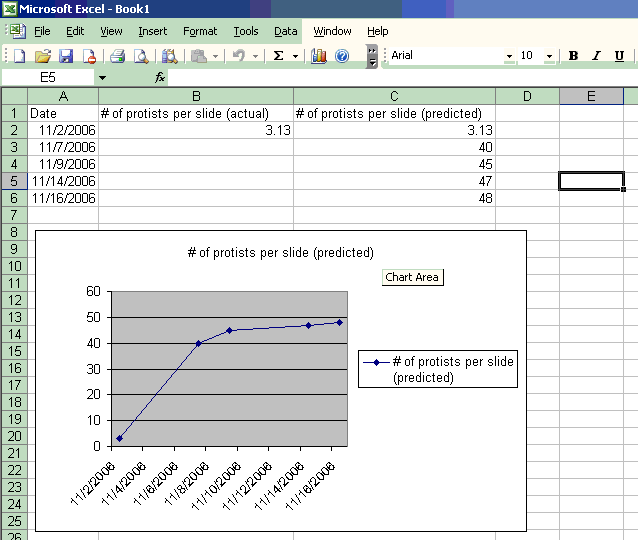 Microsoft Excel - Book1
File Edit View Insert Format Tools Data Window Help
Arial 10 B I U
E5 fx
A B C D E
1 Date # of protists per slide (actual) # of protists per slide (predicted)
2 11/2/2006 3.13 3.13
3 11/7/2006 40
4 11/9/2006 45
5 11/14/2006 47
6 11/16/2006 48
7
8
9
10
11
12
13
14
15
16
17
18
19
20
21
22
23
24
25
26
# of protists per slide (predicted)
Chart Area
60
50
40
30
20
10
0
11/2/2006 11/4/2006 11/6/2006 11/8/2006 11/10/2006 11/12/2006 11/14/2006 11/16/2006
# of protists per slide
(predicted)